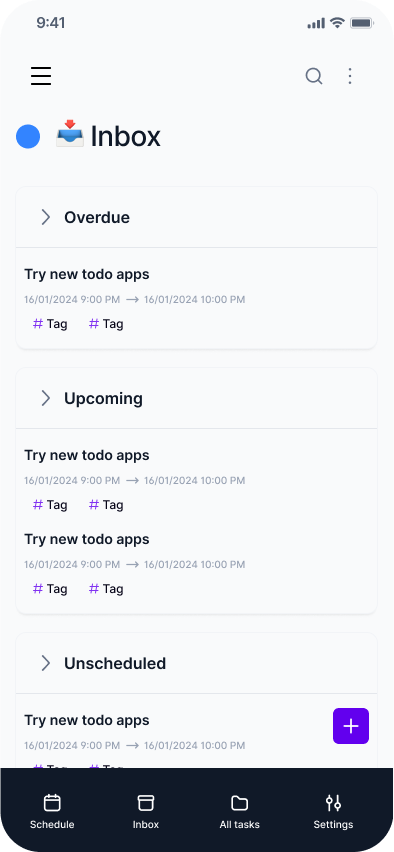 9:41
Inbox
Overdue
Try new todo apps
16/01/2024 9:00 PM → 16/01/2024 10:00 PM
# Tag # Tag
Upcoming
Try new todo apps
16/01/2024 9:00 PM → 16/01/2024 10:00 PM
# Tag # Tag
Try new todo apps
16/01/2024 9:00 PM → 16/01/2024 10:00 PM
# Tag # Tag
Unscheduled
Try new todo apps
16/01/2024 9:00 PM → 16/01/2024 10:00 PM
# Tag # Tag
Schedule Inbox All tasks Settings